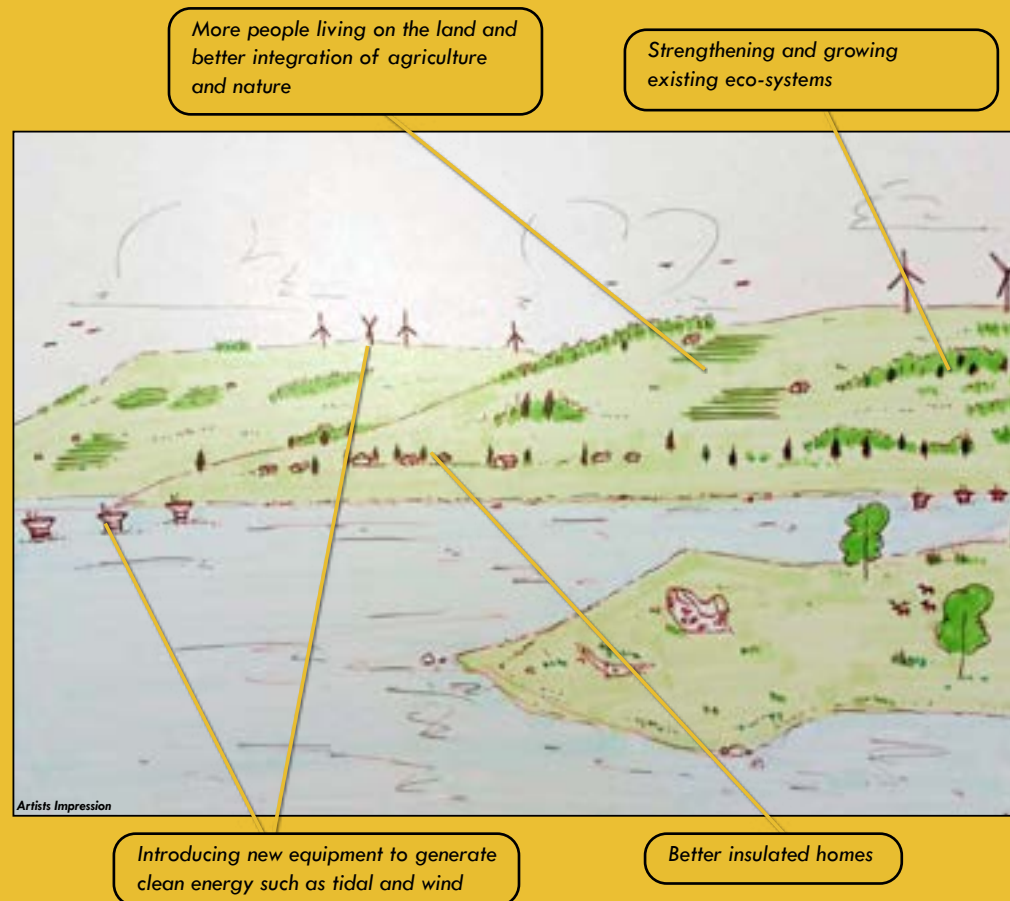 More people living on the land and
better integration of agriculture
and nature
Strengthening and growing
existing eco-systems
Artists Impression
Introducing new equipment to generate
clean energy such as tidal and wind
Better insulated homes